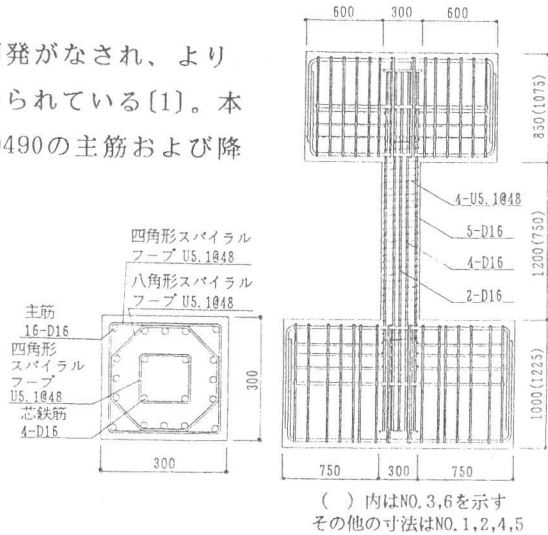 発がなされ、より
られている[1]。本
490の主筋および降
600 300 600
850(1075)
1200(750)
1000(1225)
4-U5.1@48
5-D16
4-D16
2-D16
750 300 750
( ) 内はNO.3,6を示す
その他の寸法はNO.1,2,4,5
四角形スパイラル
フープ U5.1@48
八角形スパイラル
フープ U5.1@48
主筋
16-D16
四角形
スパイラル
フープ
U5.1@48
芯鉄筋
4-D16
300
300